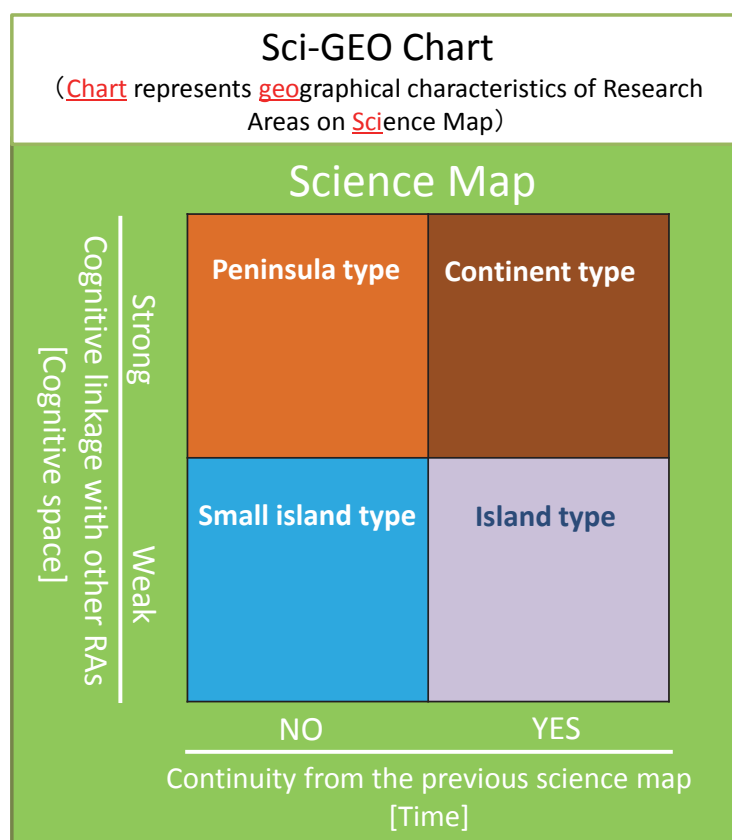 Sci-GEO Chart
（Chart represents geographical characteristics of Research
Areas on Science Map）
Science Map
Cognitive linkage with other RAs
[Cognitive space]
Strong
Weak
Peninsula type
Continent type
Small island type
Island type
NO
YES
Continuity from the previous science map
[Time]